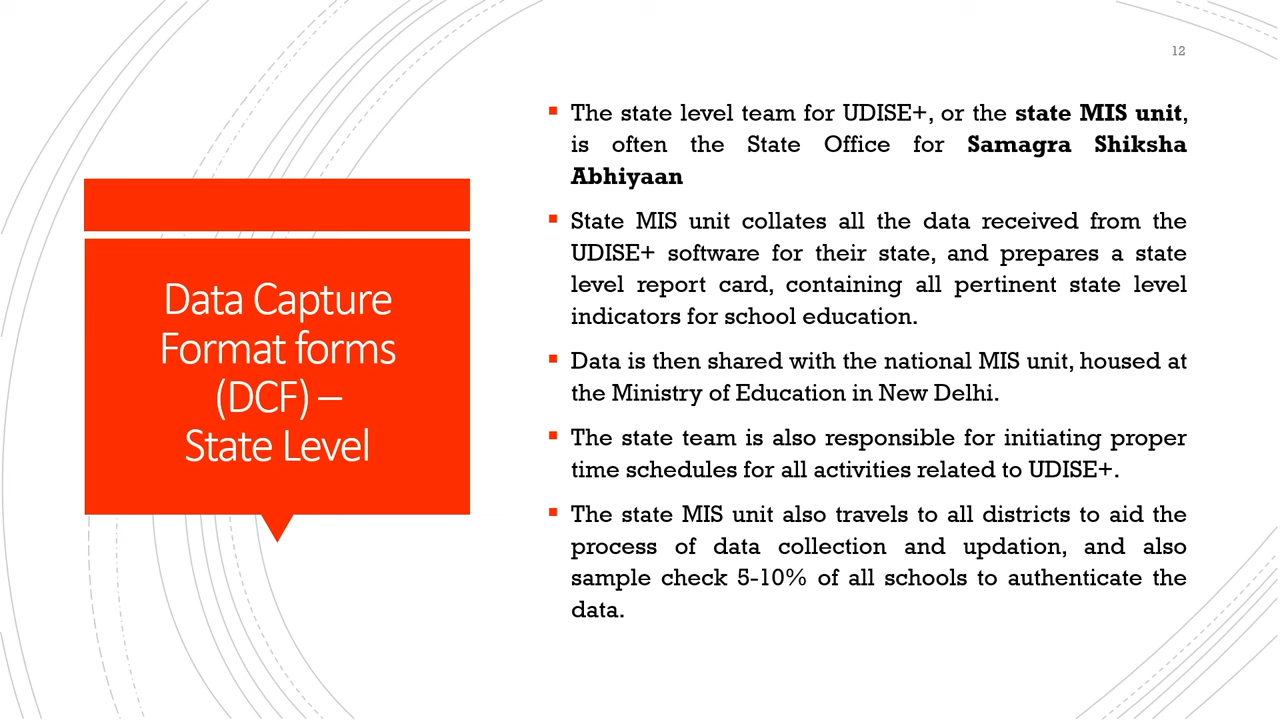 12
Data Capture
Format forms
(DCF) –
State Level
The state level team for UDISE+, or the state MIS unit,
is often the State Office for Samagra Shiksha
Abhiyaan
State MIS unit collates all the data received from the
UDISE+ software for their state, and prepares a state
level report card, containing all pertinent state level
indicators for school education.
Data is then shared with the national MIS unit, housed at
the Ministry of Education in New Delhi.
The state team is also responsible for initiating proper
time schedules for all activities related to UDISE+.
The state MIS unit also travels to all districts to aid the
process of data collection and updation, and also
sample check 5-10% of all schools to authenticate the
data.